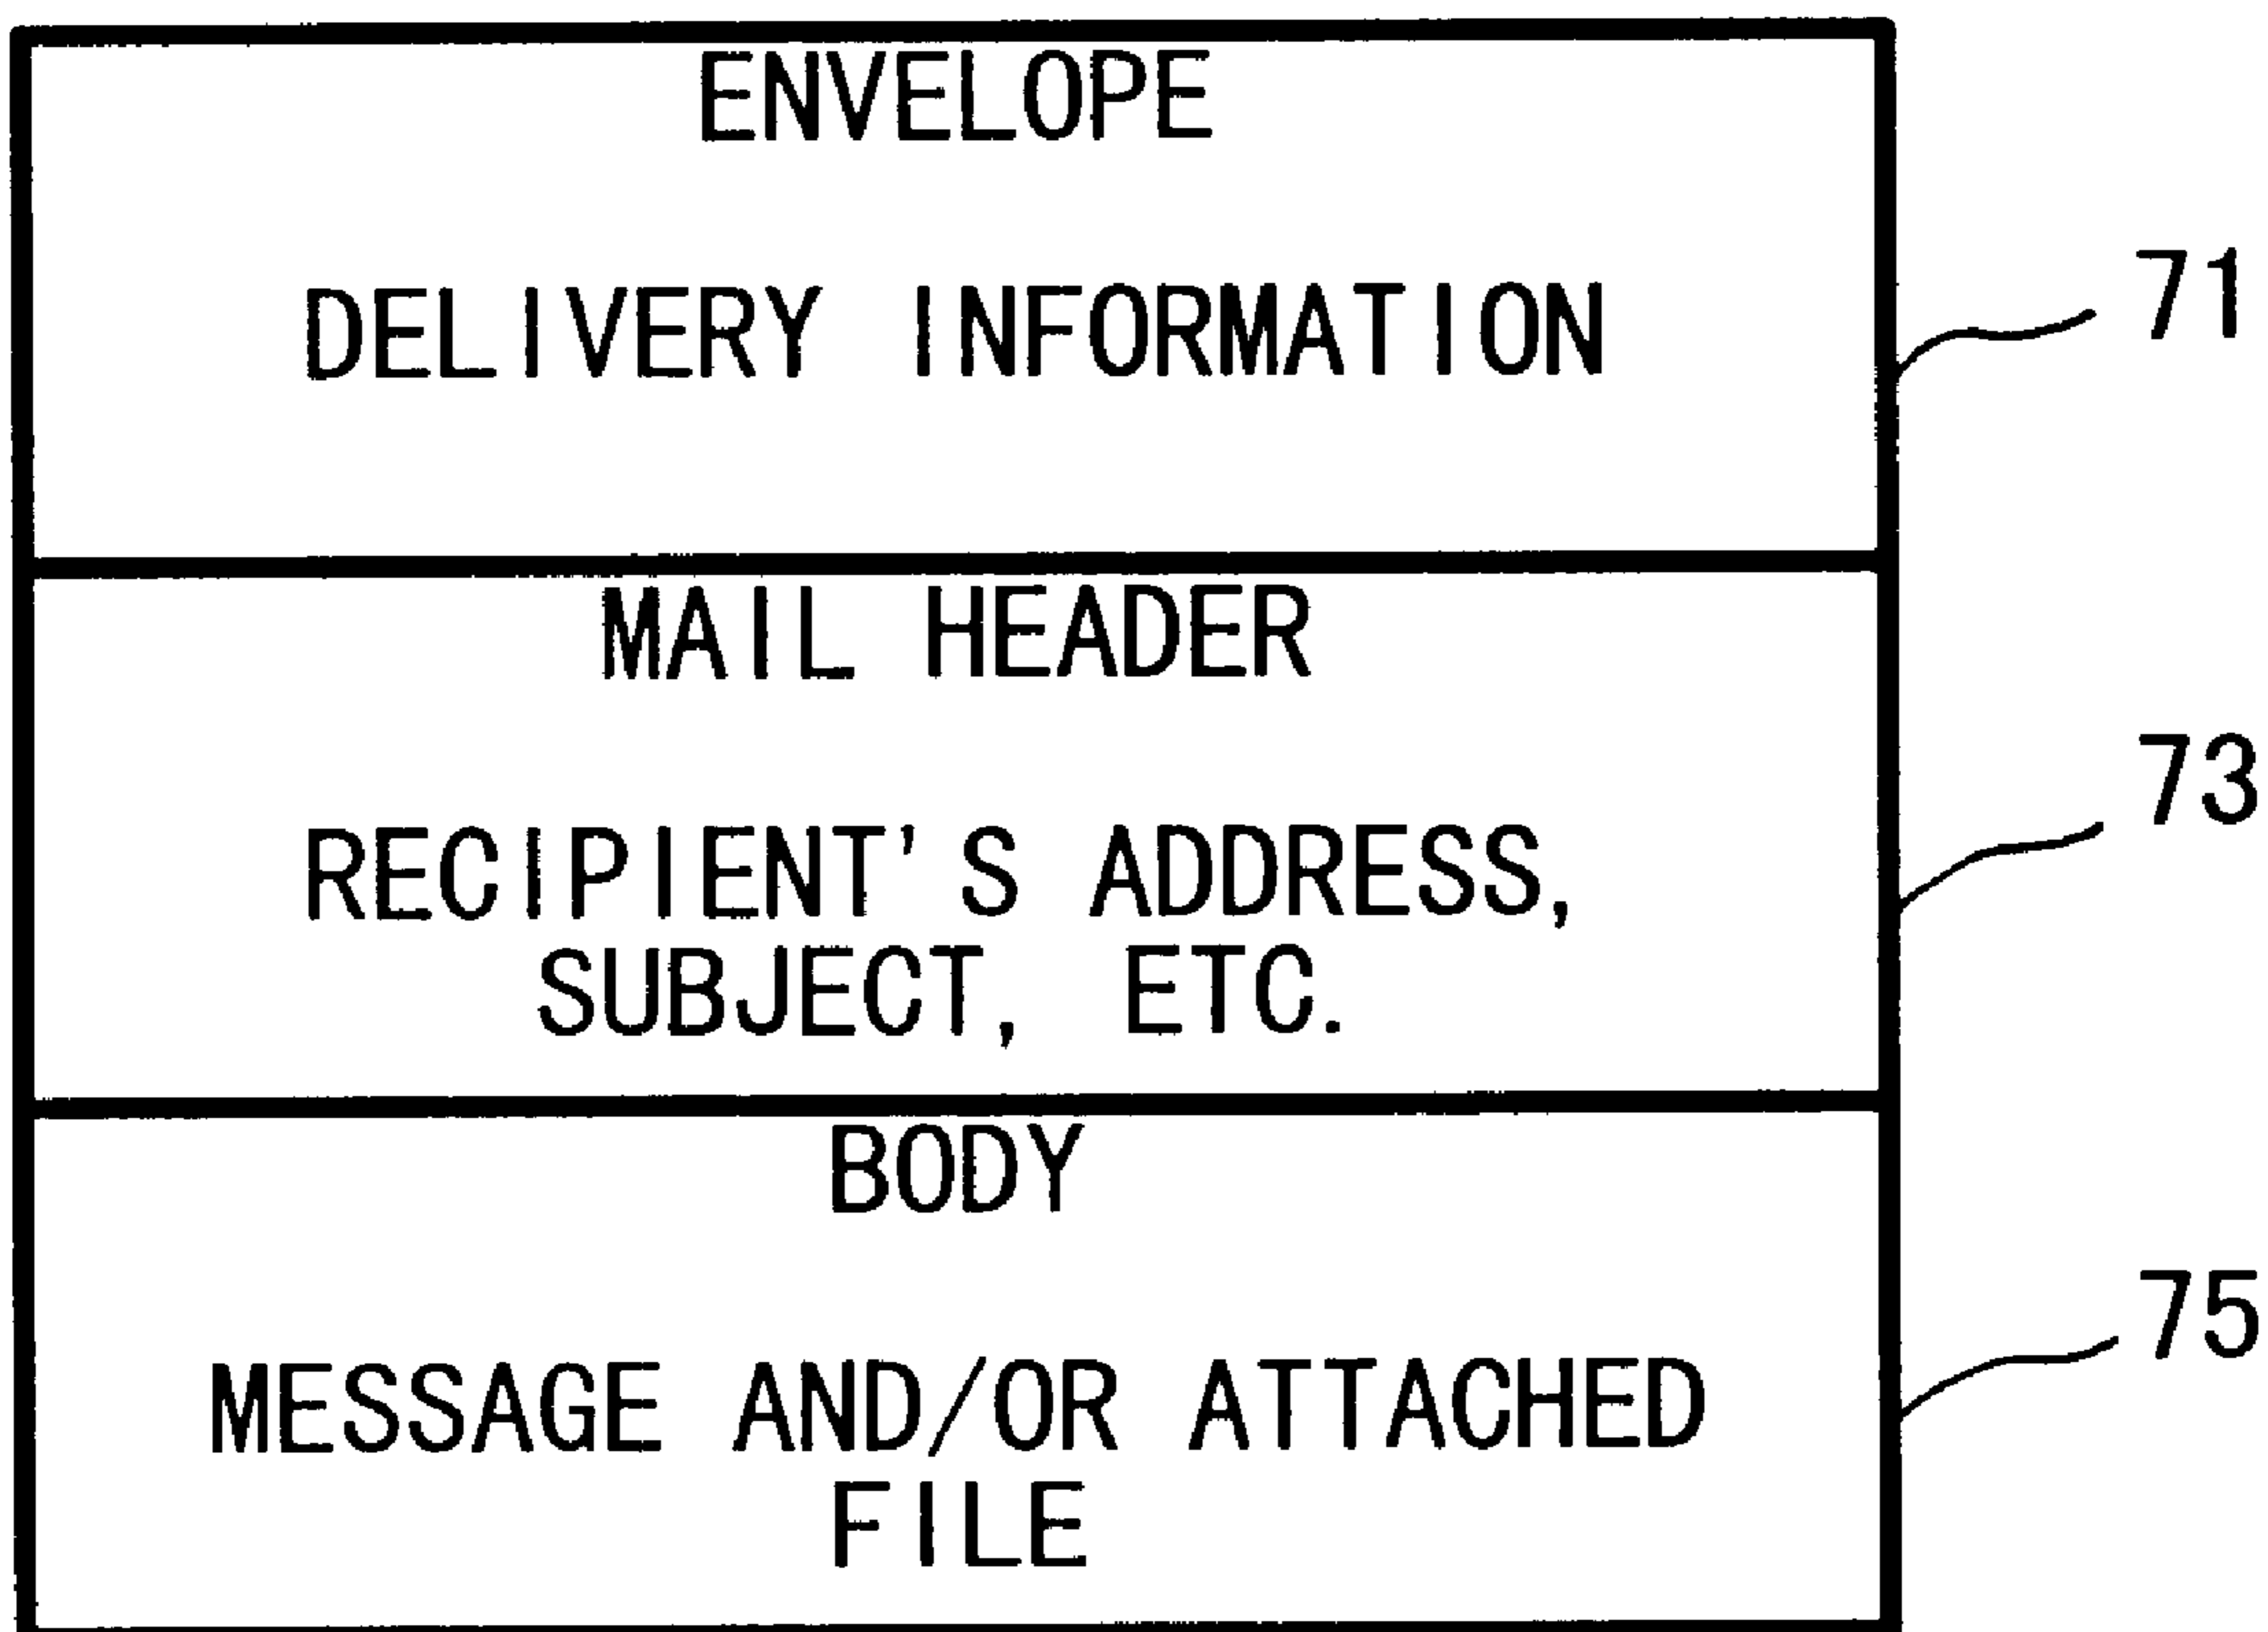 ENVELOPE
DELIVERY INFORMATION
71
MAIL HEADER
RECIPIENT'S ADDRESS,
SUBJECT, ETC.
73
BODY
MESSAGE AND/OR ATTACHED
FILE
75